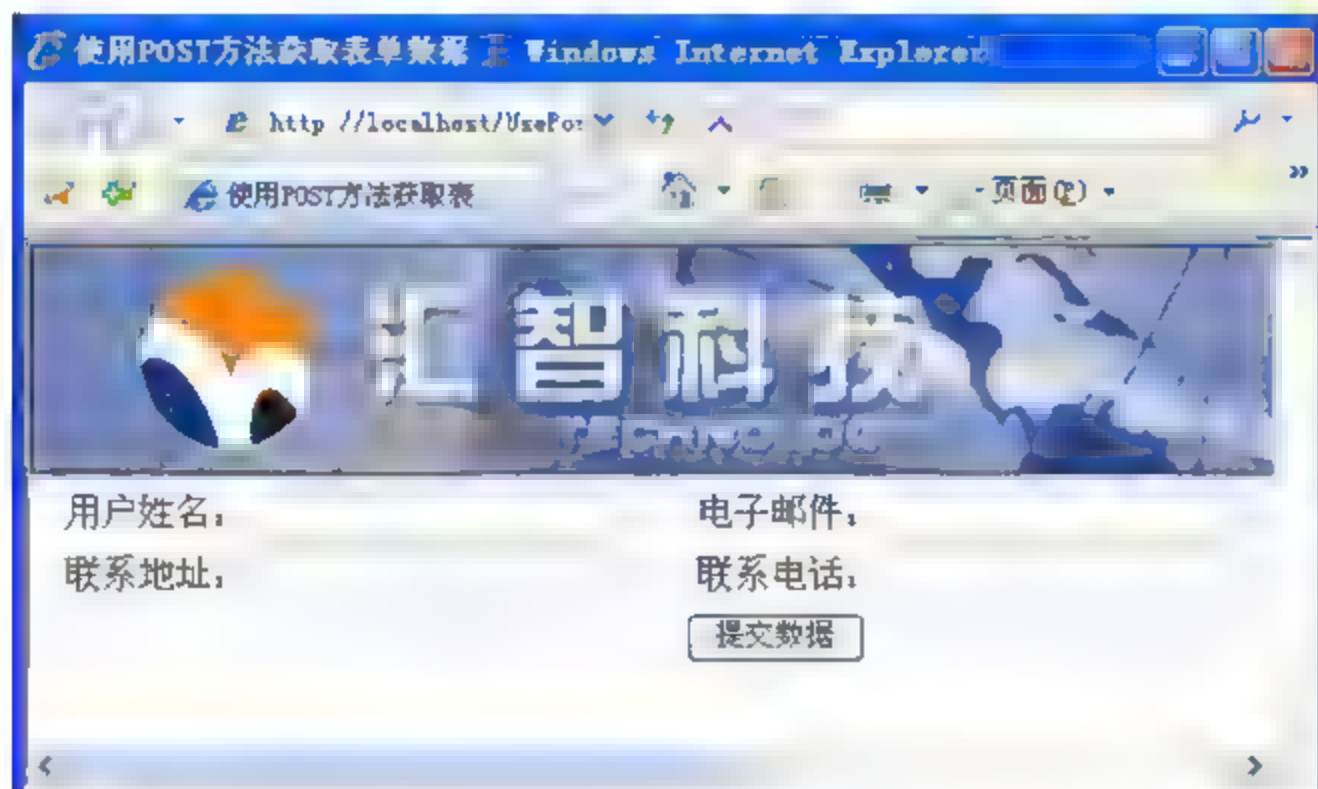 使用POST方法获取表单数据 - Windows Internet Explorer
http //localhost/UsePos
使用POST方法获取表
页面(P)
汇智科技
用户姓名:
电子邮件:
联系地址:
联系电话:
提交数据